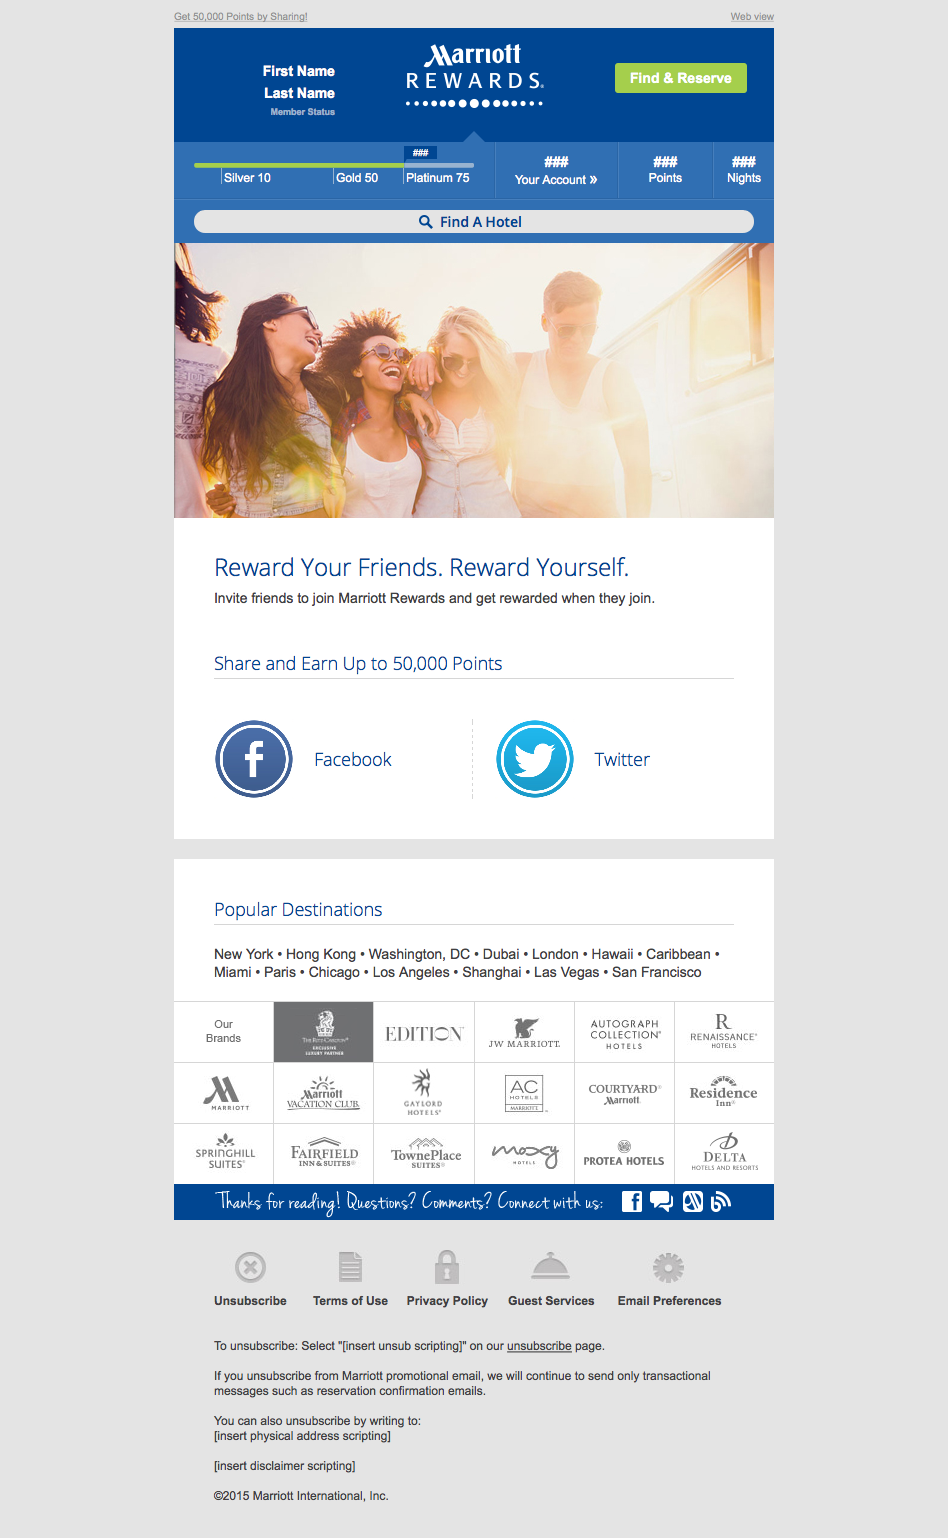 Get 50,000 Points by Sharing!
Web view
First Name
Last Name
Member Status
Marriott
REWARDS®
Find & Reserve
###
Silver 10
Gold 50
Platinum 75
###
Your Account »
###
Points
###
Nights
Find A Hotel
Reward Your Friends. Reward Yourself.
Invite friends to join Marriott Rewards and get rewarded when they join.
Share and Earn Up to 50,000 Points
Facebook
Twitter
Popular Destinations
New York • Hong Kong • Washington, DC • Dubai • London • Hawaii • Caribbean •
Miami • Paris • Chicago • Los Angeles • Shanghai • Las Vegas • San Francisco
Our
Brands
THE RITZ-CARLTON®
EXCLUSIVE
LUXURY PARTNER
EDITION
JW MARRIOTT.
AUTOGRAPH
COLLECTION®
HOTELS
R
RENAISSANCE®
HOTELS
MARRIOTT
Marriott
VACATION CLUB.
GAYLORD
HOTELS®
AC
HOTELS
MARRIOTT
COURTYARD®
Marriott.
Residence
Inn®
SPRINGHILL
SUITES®
FAIRFIELD
INN & SUITES®
TownePlace
SUITES®
moxy
HOTELS
PROTEA HOTELS
DELTA
HOTELS AND RESORTS
Thanks for reading! Questions? Comments? Connect with us:
Unsubscribe
Terms of Use
Privacy Policy
Guest Services
Email Preferences
To unsubscribe: Select "[insert unsub scripting]" on our unsubscribe page.
If you unsubscribe from Marriott promotional email, we will continue to send only transactional
messages such as reservation confirmation emails.
You can also unsubscribe by writing to:
[insert physical address scripting]
[insert disclaimer scripting]
©2015 Marriott International, Inc.